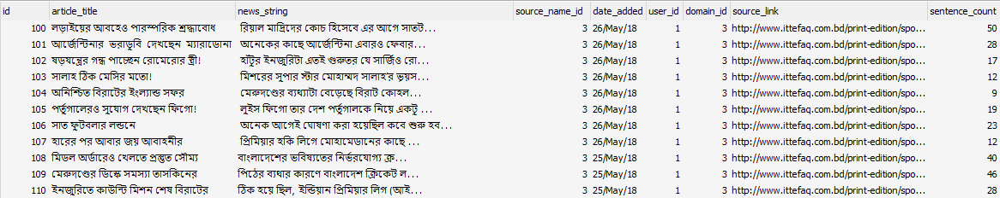 id article_title news_string source_name_id date_added user_id domain_id source_link sentence_count
100 লড়াইয়ের আবহেও পারস্পরিক শ্রদ্ধাবোধ রিয়াল মাদ্রিদের কোচ হিসেবে এর আগে সাতট... 3 26/May/18 1 3 http://www.ittefaq.com.bd/print-edition/spo... 50
101 আর্জেন্টিনার ভরাডুবি দেখছেন ম্যারাডোনা অনেকের কাছে আর্জেন্টিনা এবারও ফেবার... 3 26/May/18 1 3 http://www.ittefaq.com.bd/print-edition/spo... 28
102 ষড়যন্ত্রের গন্ধ পাচ্ছেন রোমেরোর স্ত্রী! হাঁটুর ইনজুরিটা এতই গুরুতর যে সার্জিও রো... 3 26/May/18 1 3 http://www.ittefaq.com.bd/print-edition/spo... 17
103 সালাহ ঠিক মেসির মতো! মিশরের সুপার স্টার মোহাম্মদ সালাহ'র ভূয়স... 3 26/May/18 1 3 http://www.ittefaq.com.bd/print-edition/spo... 12
104 অনিশ্চিত বিরাটের ইংল্যান্ড সফর মেরুদণ্ডের ব্যথাটা বেড়েছে বিরাট কোহল... 3 26/May/18 1 3 http://www.ittefaq.com.bd/print-edition/spo... 9
105 পর্তুগালেরও সুযোগ দেখছেন ফিগো! লুইস ফিগো তার দেশ পর্তুগালকে নিয়ে একটু ... 3 26/May/18 1 3 http://www.ittefaq.com.bd/print-edition/spo... 19
106 সাত ফুটবলার লন্ডনে অনেক আগেই ঘোষণা করা হয়েছিল কবে শুরু হব... 3 26/May/18 1 3 http://www.ittefaq.com.bd/print-edition/spo... 23
107 হারের পর আবার জয় আবাহনীর প্রিমিয়ার হকি লিগে মোহামেডানের কাছে ... 3 26/May/18 1 3 http://www.ittefaq.com.bd/print-edition/spo... 12
108 মিডল অর্ডারেও খেলতে প্রস্তুত সৌম্য বাংলাদেশের ভবিষ্যতের নির্ভরযোগ্য ক্র... 3 25/May/18 1 3 http://www.ittefaq.com.bd/print-edition/spo... 40
109 মেরুদণ্ডের ডিস্কে সমস্যা তাসকিনের পিঠের ব্যথার কারণে বাংলাদেশ ক্রিকেট ল... 3 25/May/18 1 3 http://www.ittefaq.com.bd/print-edition/spo... 46
110 ইনজুরিতে কাউন্টি মিশন শেষ বিরাটের ঠিক হয়ে ছিল, ইন্ডিয়ান প্রিমিয়ার লিগ (আই... 3 25/May/18 1 3 http://www.ittefaq.com.bd/print-edition/spo... 28